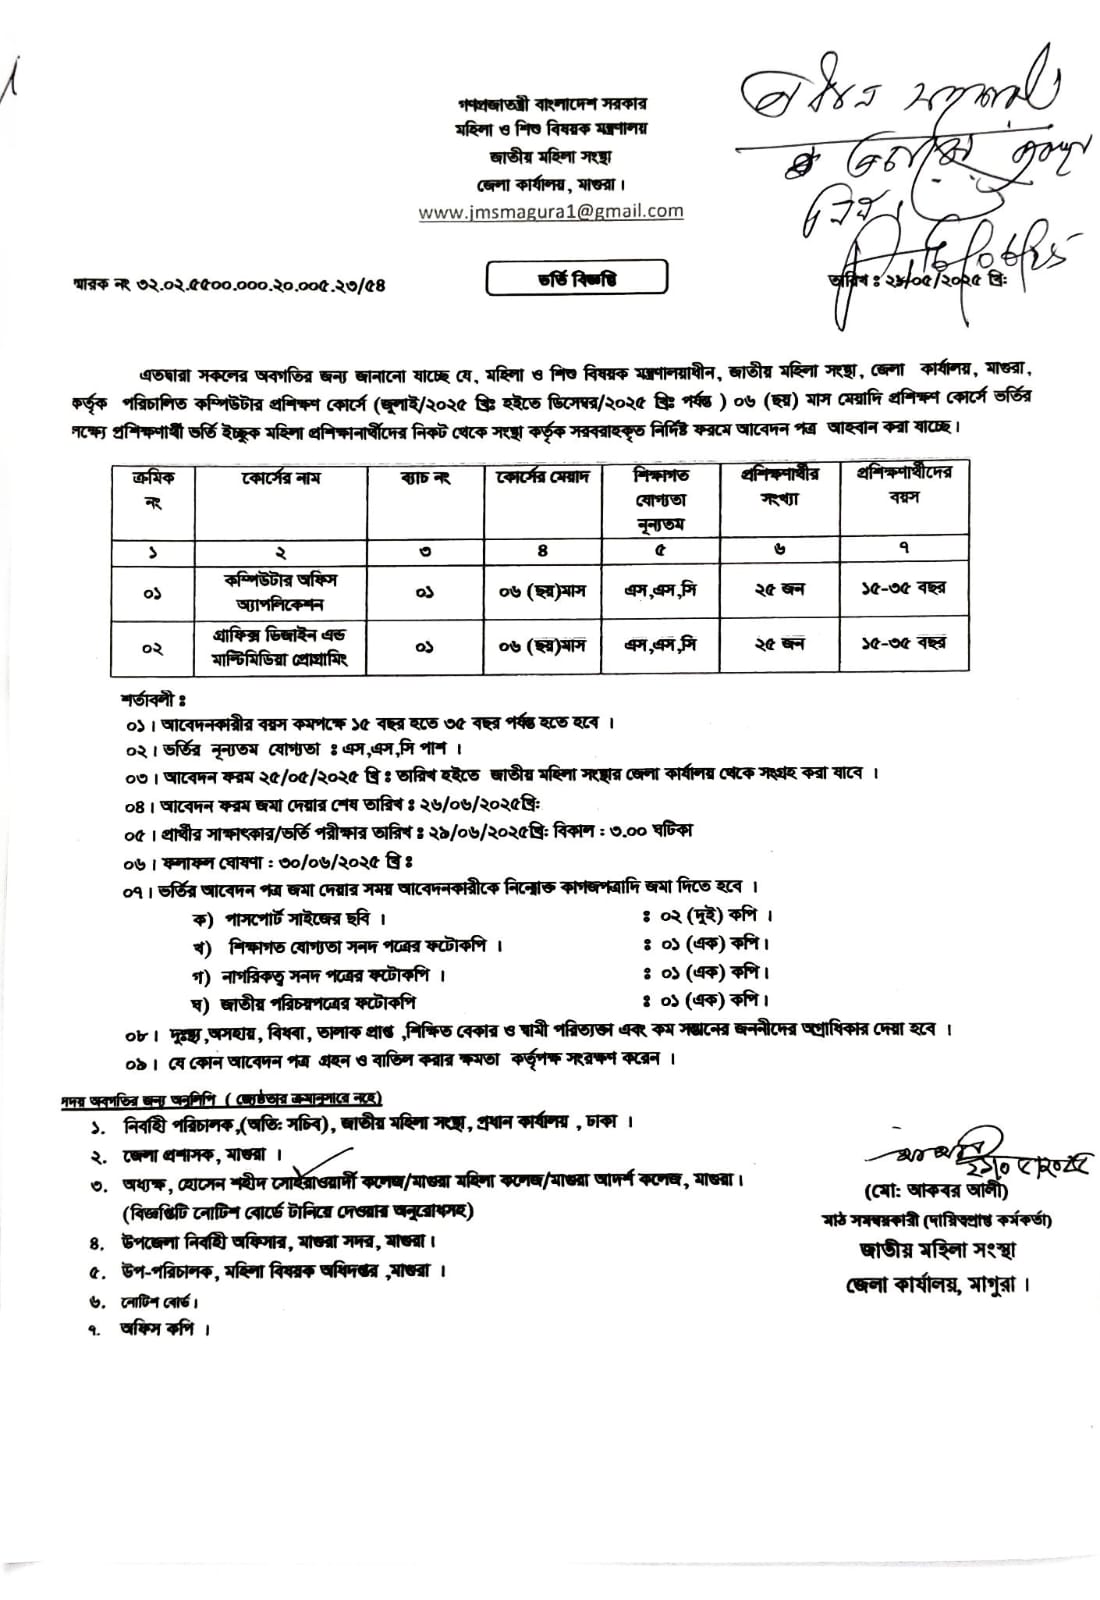 গণপ্রজাতন্ত্রী বাংলাদেশ সরকার
মহিলা ও শিশু বিষয়ক মন্ত্রণালয়
জাতীয় মহিলা সংস্থা
জেলা কার্যালয়, মাগুরা।
www.jmsmagura1@gmail.com
স্মারক নং ৩২.০২.৫৫০০.০০০.২০.০০৫.২৩/৫৪
ভর্তি বিজ্ঞপ্তি
তারিখ ঃ /০৫/২০২৫ খ্রিঃ
এতদ্বারা সকলের অবগতির জন্য জানানো যাচ্ছে যে, মহিলা ও শিশু বিষয়ক মন্ত্রণালয়াধীন, জাতীয় মহিলা সংস্থা, জেলা কার্যালয়, মাগুরা,
কর্তৃক পরিচালিত কম্পিউটার প্রশিক্ষণ কোর্সে (জুলাই/২০২৫ খ্রিঃ হইতে ডিসেম্বর/২০২৫ খ্রিঃ পর্যন্ত ) ০৬ (ছয়) মাস মেয়াদি প্রশিক্ষণ কোর্সে ভর্তির
লক্ষ্যে প্রশিক্ষণার্থী ভর্তি ইচ্ছুক মহিলা প্রশিক্ষানার্থীদের নিকট থেকে সংস্থা কর্তৃক সরবরাহকৃত নির্দিষ্ট ফরমে আবেদন পত্র আহবান করা যাচ্ছে।
ক্রমিক নং কোর্সের নাম ব্যাচ নং কোর্সের মেয়াদ শিক্ষাগত যোগ্যতা নূন্যতম প্রশিক্ষণার্থীর সংখ্যা প্রশিক্ষণার্থীদের বয়স
১ ২ ৩ ৪ ৫ ৬ ৭
০১ কম্পিউটার অফিস অ্যাপলিকেশন ০১ ০৬ (ছয়)মাস এস,এস,সি ২৫ জন ১৫-৩৫ বছর
০২ গ্রাফিক্স ডিজাইন এন্ড মাল্টিমিডিয়া প্রোগ্রামিং ০১ ০৬ (ছয়)মাস এস,এস,সি ২৫ জন ১৫-৩৫ বছর
শর্তাবলী ঃ
০১। আবেদনকারীর বয়স কমপক্ষে ১৫ বছর হতে ৩৫ বছর পর্যন্ত হতে হবে ।
০২। ভর্তির নূন্যতম যোগ্যতা : এস,এস,সি পাশ ।
০৩। আবেদন ফরম ২৫/০৫/২০২৫ খ্রি ঃ তারিখ হইতে জাতীয় মহিলা সংস্থার জেলা কার্যালয় থেকে সংগ্রহ করা যাবে ।
০৪। আবেদন ফরম জমা দেয়ার শেষ তারিখ ঃ ২৬/০৬/২০২৫খ্রিঃ
০৫। প্রার্থীর সাক্ষাৎকার/ভর্তি পরীক্ষার তারিখ ঃ ২৯/০৬/২০২৫খ্রিঃ বিকাল : ৩.০০ ঘটিকা
০৬। ফলাফল ঘোষণা : ৩০/০৬/২০২৫ খ্রি ঃ
০৭। ভর্তির আবেদন পত্র জমা দেয়ার সময় আবেদনকারীকে নিম্নোক্ত কাগজপত্রাদি জমা দিতে হবে ।
ক) পাসপোর্ট সাইজের ছবি । ঃ ০২ (দুই) কপি ।
খ) শিক্ষাগত যোগ্যতা সনদ পত্রের ফটোকপি । ঃ ০১ (এক) কপি।
গ) নাগরিকত্ব সনদ পত্রের ফটোকপি । ঃ ০১ (এক) কপি।
ঘ) জাতীয় পরিচয়পত্রের ফটোকপি ঃ ০১ (এক) কপি।
০৮। দুঃস্থ্য,অসহায়, বিধবা, তালাক প্রাপ্ত ,শিক্ষিত বেকার ও স্বামী পরিত্যক্তা এবং কম সন্তানের জননীদের অগ্রাধিকার দেয়া হবে ।
০৯। যে কোন আবেদন পত্র গ্রহন ও বাতিল করার ক্ষমতা কর্তৃপক্ষ সংরক্ষণ করেন ।
সদয় অবগতির জন্য অনুলিপি ( জ্যেষ্ঠতার ক্রমানুসারে নহে)
১. নির্বাহী পরিচালক,(অতিঃ সচিব), জাতীয় মহিলা সংস্থা, প্রধান কার্যালয় , ঢাকা ।
২. জেলা প্রশাসক, মাগুরা ।
৩. অধ্যক্ষ, হোসেন শহীদ সোহরাওয়ার্দী কলেজ/মাগুরা মহিলা কলেজ/মাগুরা আদর্শ কলেজ, মাগুরা।
(বিজ্ঞপ্তিটি নোটিশ বোর্ডে টানিয়ে দেওয়ার অনুরোধসহ)
৪. উপজেলা নির্বাহী অফিসার, মাগুরা সদর, মাগুরা।
৫. উপ-পরিচালক, মহিলা বিষয়ক অধিদপ্তর ,মাগুরা ।
৬. নোটিশ বোর্ড।
৭. অফিস কপি ।
২১/০৫/২০২৫
(মো: আকবর আলী)
মাঠ সমন্বয়কারী (দায়িত্বপ্রাপ্ত কর্মকর্তা)
জাতীয় মহিলা সংস্থা
জেলা কার্যালয়, মাগুরা ।